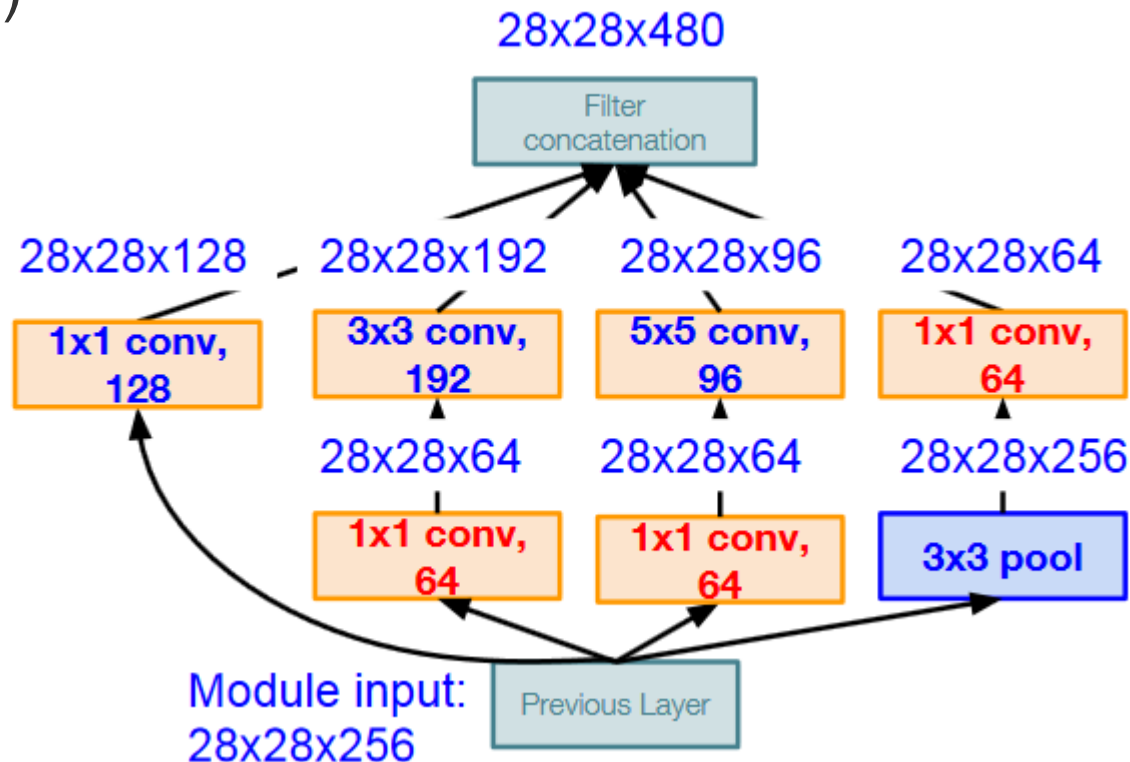 )
28x28x480
Filter
concatenation
28x28x128 28x28x192 28x28x96 28x28x64
1x1 conv,
128
3x3 conv,
192
5x5 conv,
96
1x1 conv,
64
28x28x64 28x28x64 28x28x256
1x1 conv,
64
1x1 conv,
64
3x3 pool
Module input:
28x28x256
Previous Layer